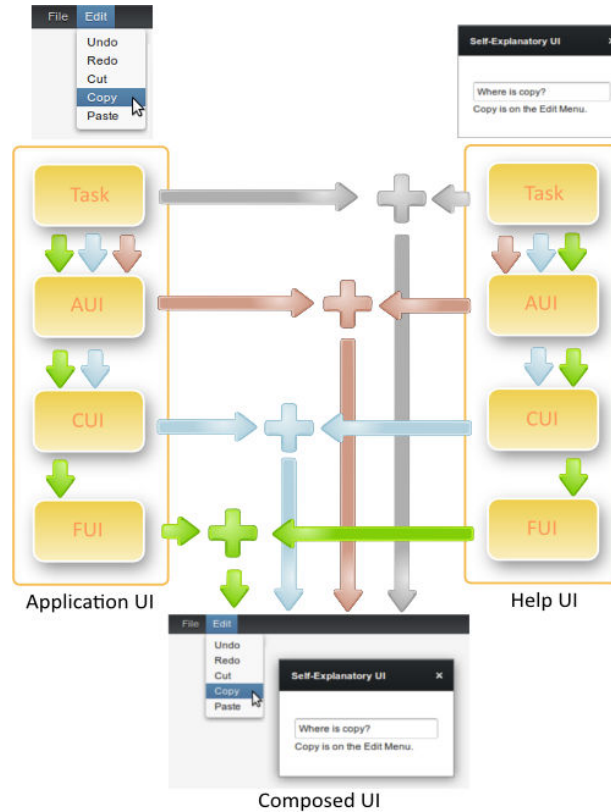 File Edit
Undo
Redo
Cut
Copy
Paste
Self-Explanatory UI ×
Where is copy?
Copy is on the Edit Menu.
Task
Task
AUI
AUI
CUI
CUI
FUI
FUI
Application UI
Help UI
File Edit
Undo
Redo
Cut
Copy
Paste
Self-Explanatory UI ×
Where is copy?
Copy is on the Edit Menu.
Composed UI